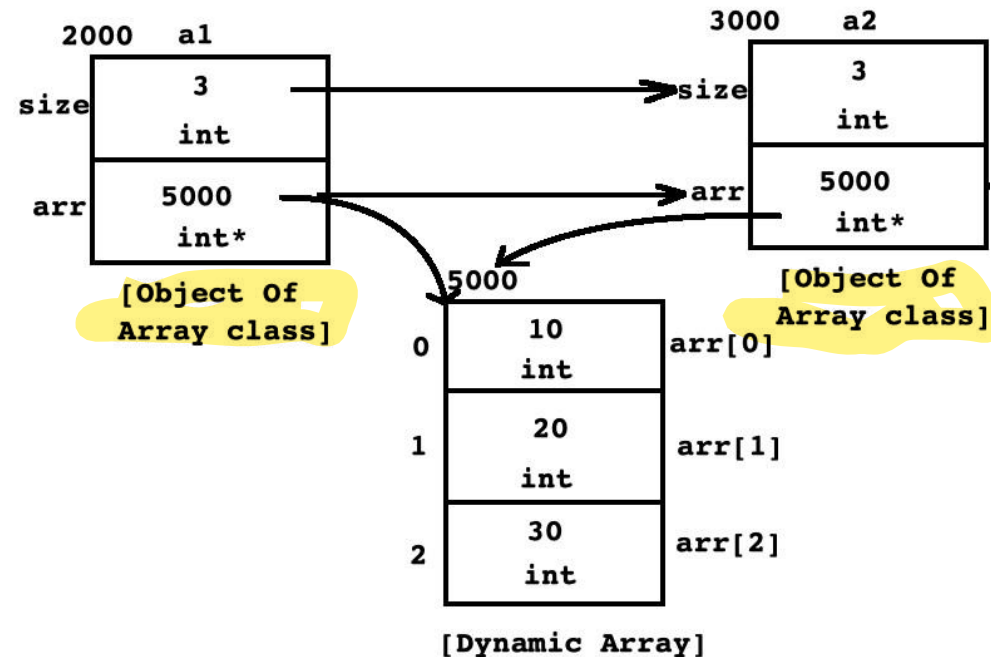 2000 a1
size
3
int
arr
5000
int*
[Object Of
Array class]
3000 a2
size
3
int
arr
5000
int*
[Object Of
Array class]
5000
0
10
int
arr[0]
1
20
int
arr[1]
2
30
int
arr[2]
[Dynamic Array]